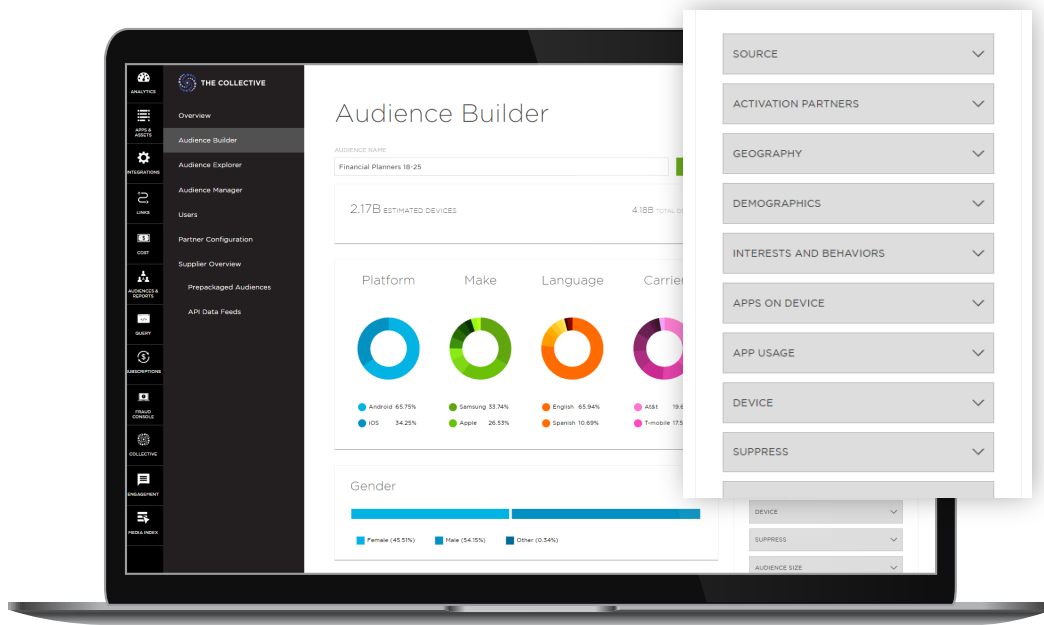 ANALYTICS
APPS &
ASSETS
INTEGRATIONS
LINKS
COST
AUDIENCES &
REPORTS
QUERY
SUBSCRIPTIONS
FRAUD
CONSOLE
COLLECTIVE
ENGAGEMENT
MEDIA INDEX
THE COLLECTIVE
Overview
Audience Builder
Audience Explorer
Audience Manager
Users
Partner Configuration
Supplier Overview
Prepackaged Audiences
API Data Feeds
Audience Builder
AUDIENCE NAME
Financial Planners 18-25
2.17B ESTIMATED DEVICES
4.18B TOTAL
Platform Make Language Carrier
Android 65.75% Samsung 33.74% English 65.94% At&t
iOS 34.25% Apple 26.53% Spanish 10.69% T-mobile
Gender
Female (45.51%) Male (54.15%) Other (0.34%)
SOURCE
ACTIVATION PARTNERS
GEOGRAPHY
DEMOGRAPHICS
INTERESTS AND BEHAVIORS
APPS ON DEVICE
APP USAGE
DEVICE
SUPPRESS
DEVICE
SUPPRESS
AUDIENCE SIZE